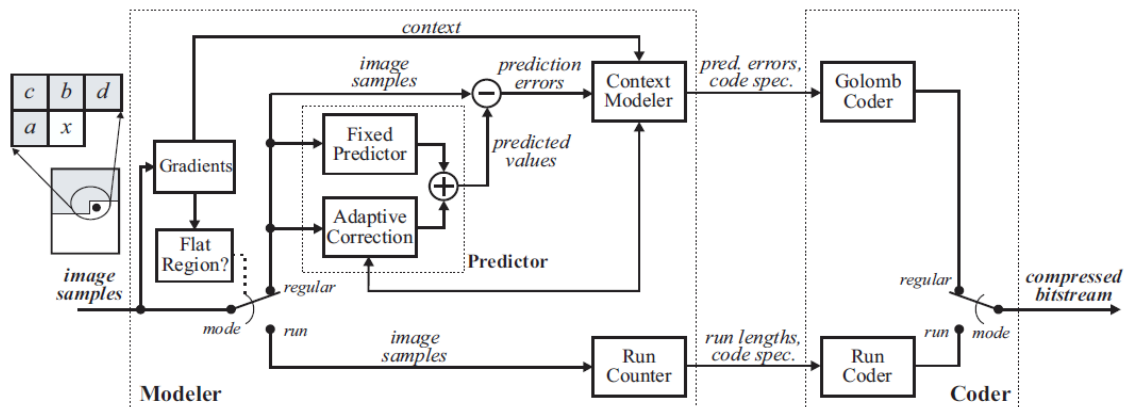 context
image
samples
prediction
errors
pred. errors,
code spec.
c b d
a x
Gradients
Fixed
Predictor
predicted
values
Context
Modeler
Golomb
Coder
Adaptive
Correction
Flat
Region?
Predictor
image
samples
regular
mode
run
image
samples
Run
Counter
run lengths,
code spec.
Run
Coder
regular
run
mode
compressed
bitstream
Modeler
Coder